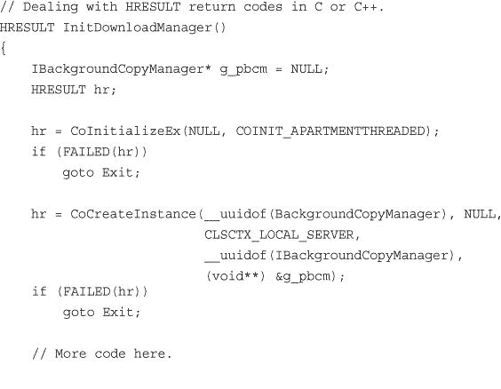 // Dealing with HRESULT return codes in C or C++.
HRESULT InitDownloadManager()
{
    IBackgroundCopyManager* g_pbcm = NULL;
    HRESULT hr;

    hr = CoInitializeEx(NULL, COINIT_APARTMENTTHREADED);
    if (FAILED(hr))
        goto Exit;

    hr = CoCreateInstance(__uuidof(BackgroundCopyManager), NULL,
                          CLSCTX_LOCAL_SERVER,
                          __uuidof(IBackgroundCopyManager),
                          (void**) &g_pbcm);
    if (FAILED(hr))
        goto Exit;

    // More code here.